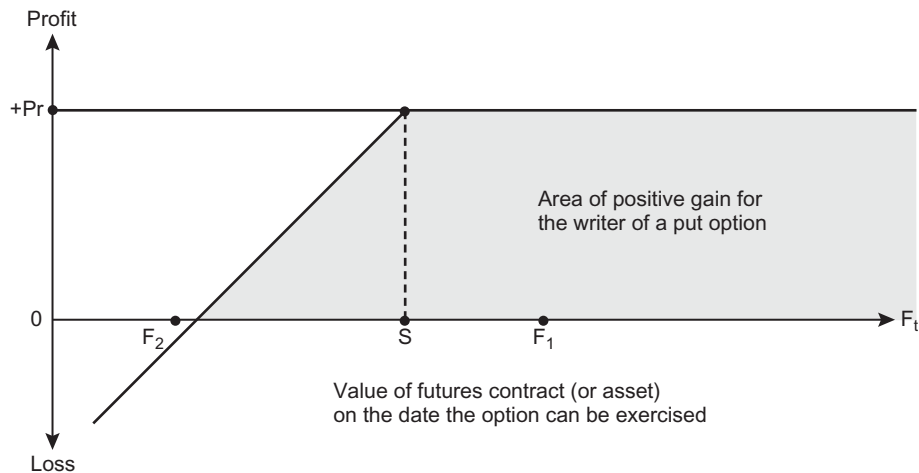 Profit
+Pr
Area of positive gain for
the writer of a put option
0
F2
S
F1
Ft
Value of futures contract (or asset)
on the date the option can be exercised
Loss